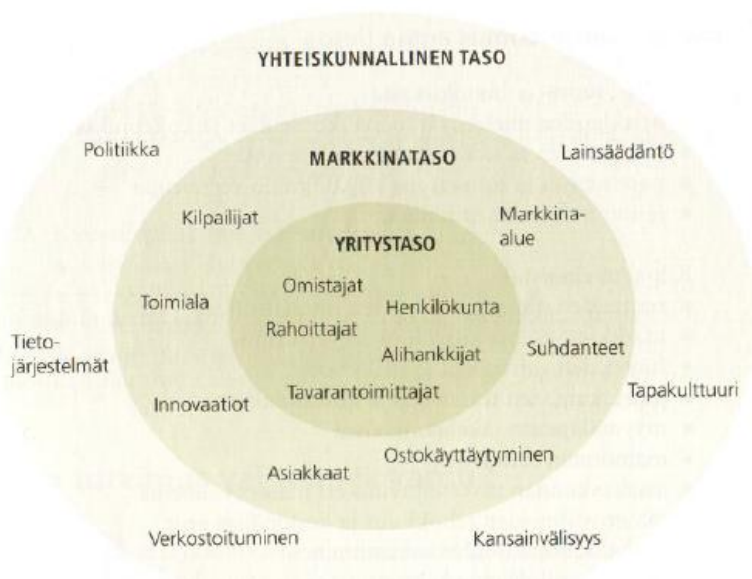 YHTEISKUNNALLINEN TASO
Politiikka
MARKKINATASO
Lainsäädäntö
Kilpailijat
Markkina-
alue
YRITYSTASO
Omistajat
Toimiala
Henkilökunta
Rahoittajat
Tieto-
järjestelmät
Alihankkijat
Suhdanteet
Tavarantoimittajat
Tapakulttuuri
Innovaatiot
Ostokäyttäytyminen
Asiakkaat
Verkostoituminen
Kansainvälisyys